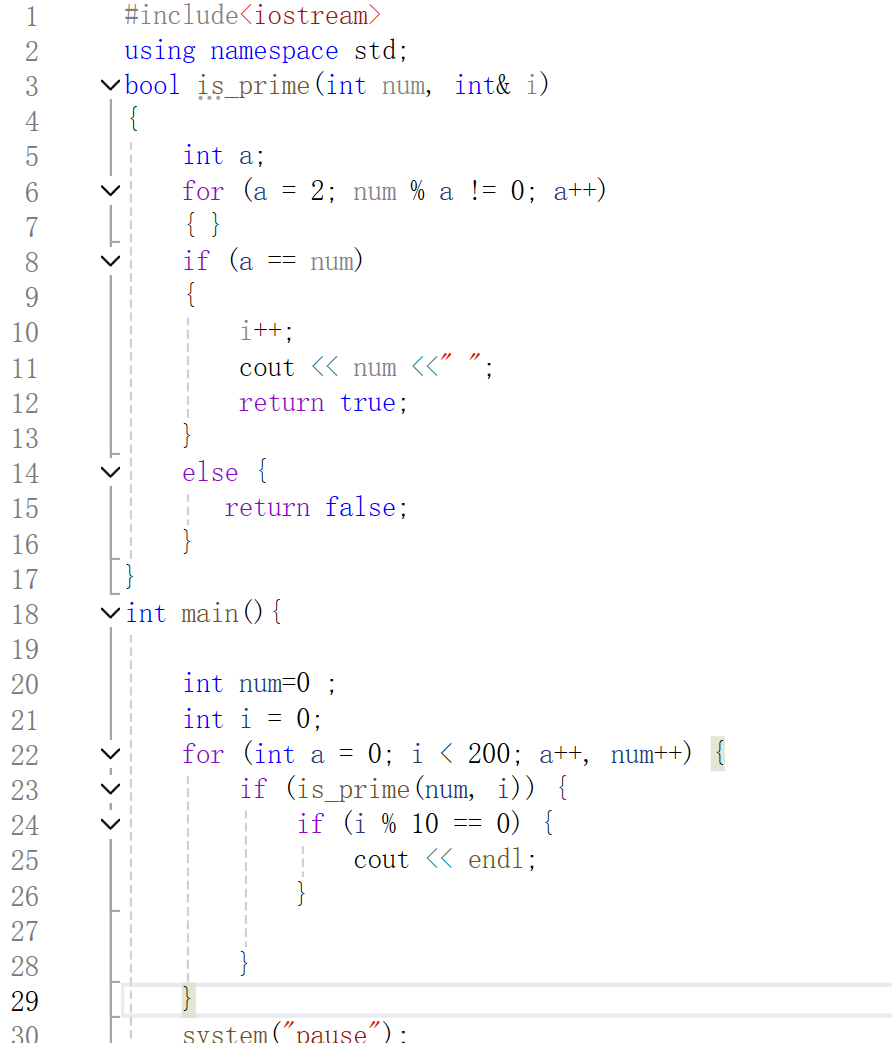 1 #include<iostream>
2 using namespace std;
3 bool is_prime(int num, int& i)
4 {
5 int a;
6 for (a = 2; num % a != 0; a++)
7 { }
8 if (a == num)
9 {
10 i++;
11 cout << num <<" ";
12 return true;
13 }
14 else {
15 return false;
16 }
17 }
18 int main(){
19
20 int num=0 ;
21 int i = 0;
22 for (int a = 0; i < 200; a++, num++) {
23 if (is_prime(num, i)) {
24 if (i % 10 == 0) {
25 cout << endl;
26 }
27
28 }
29 }
30 system("pause");